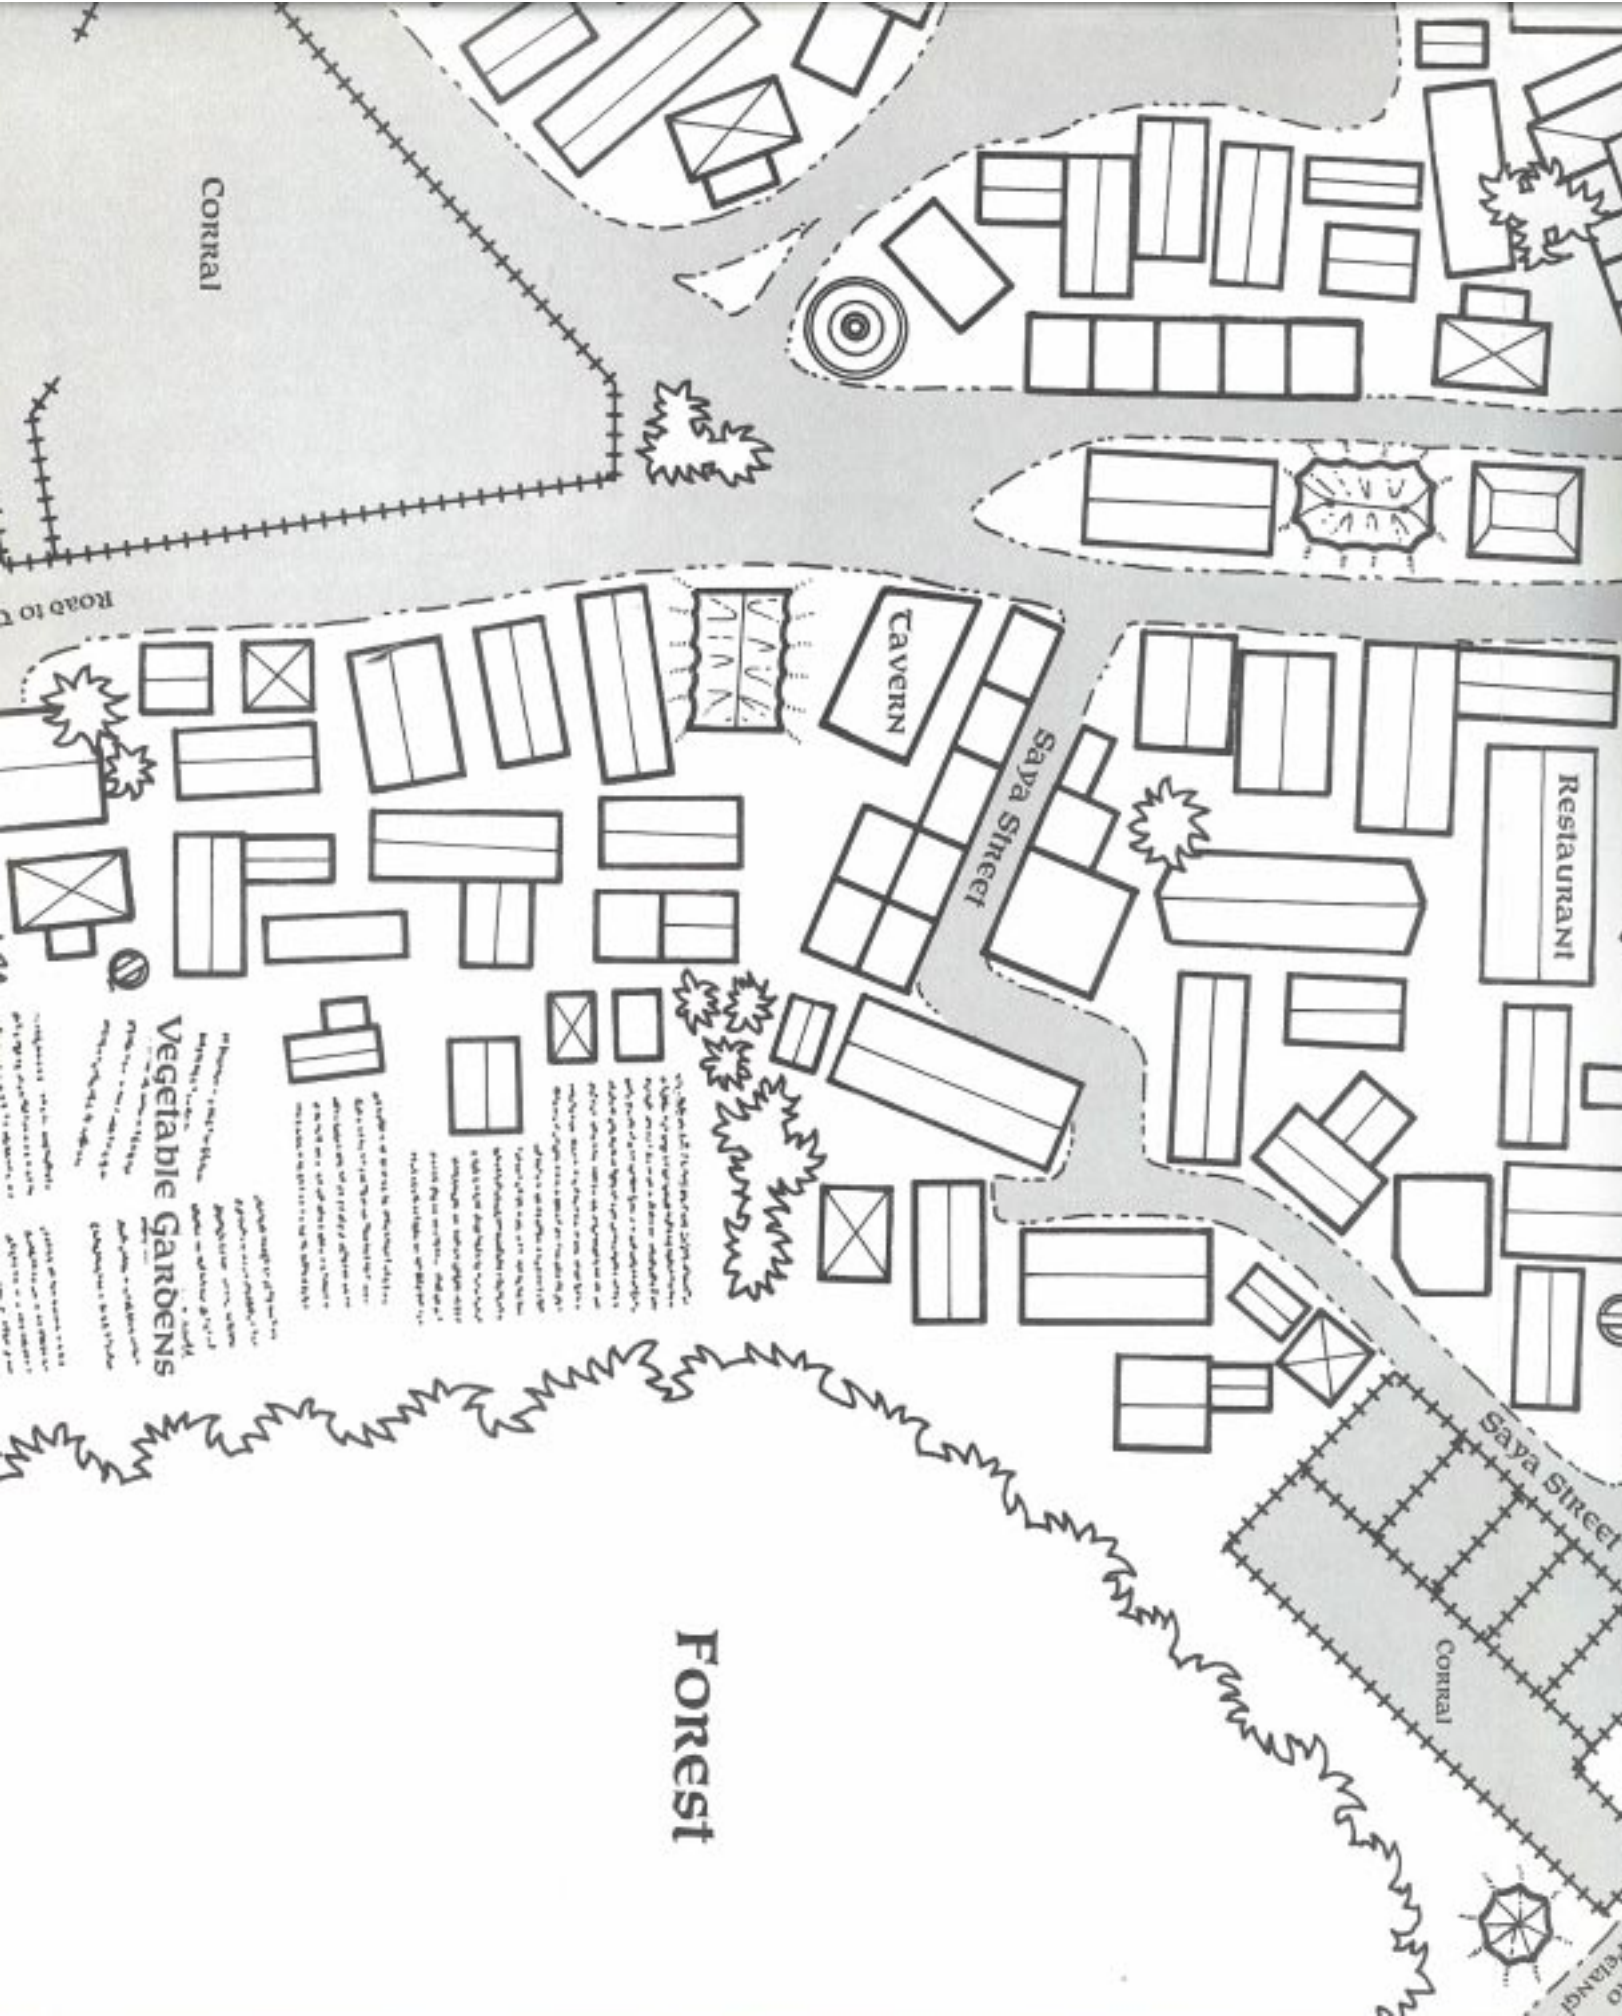 Corral
Road to
Tavern
Saya Street
Restaurant
Vegetable Gardens
Saya Street
Corral
Forest